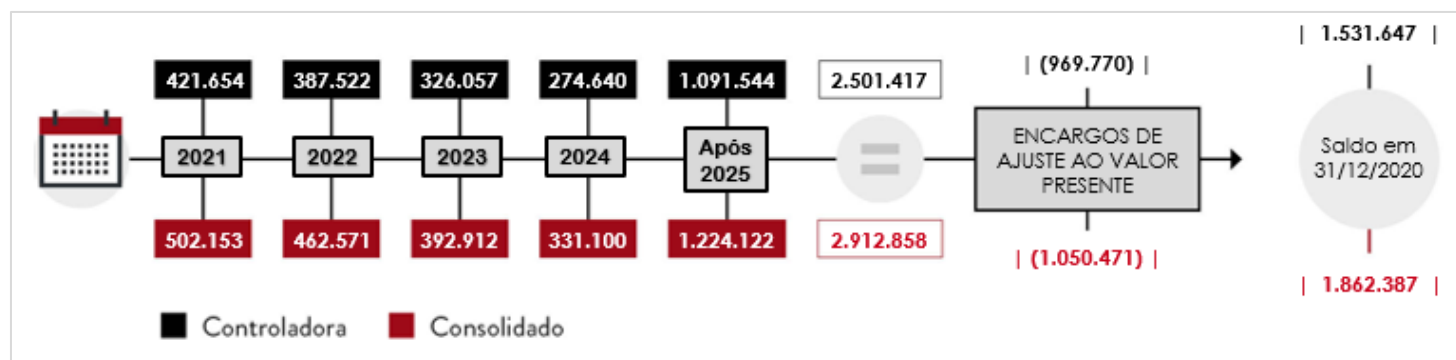 | 1.531.647 |
421.654 387.522 326.057 274.640 1.091.544 2.501.417 | (969.770) |
2021 2022 2023 2024 Após
2025
ENCARGOS DE
AJUSTE AO VALOR
PRESENTE
Saldo em
31/12/2020
502.153 462.571 392.912 331.100 1.224.122 2.912.858 | (1.050.471) |
| 1.862.387 |
Controladora Consolidado